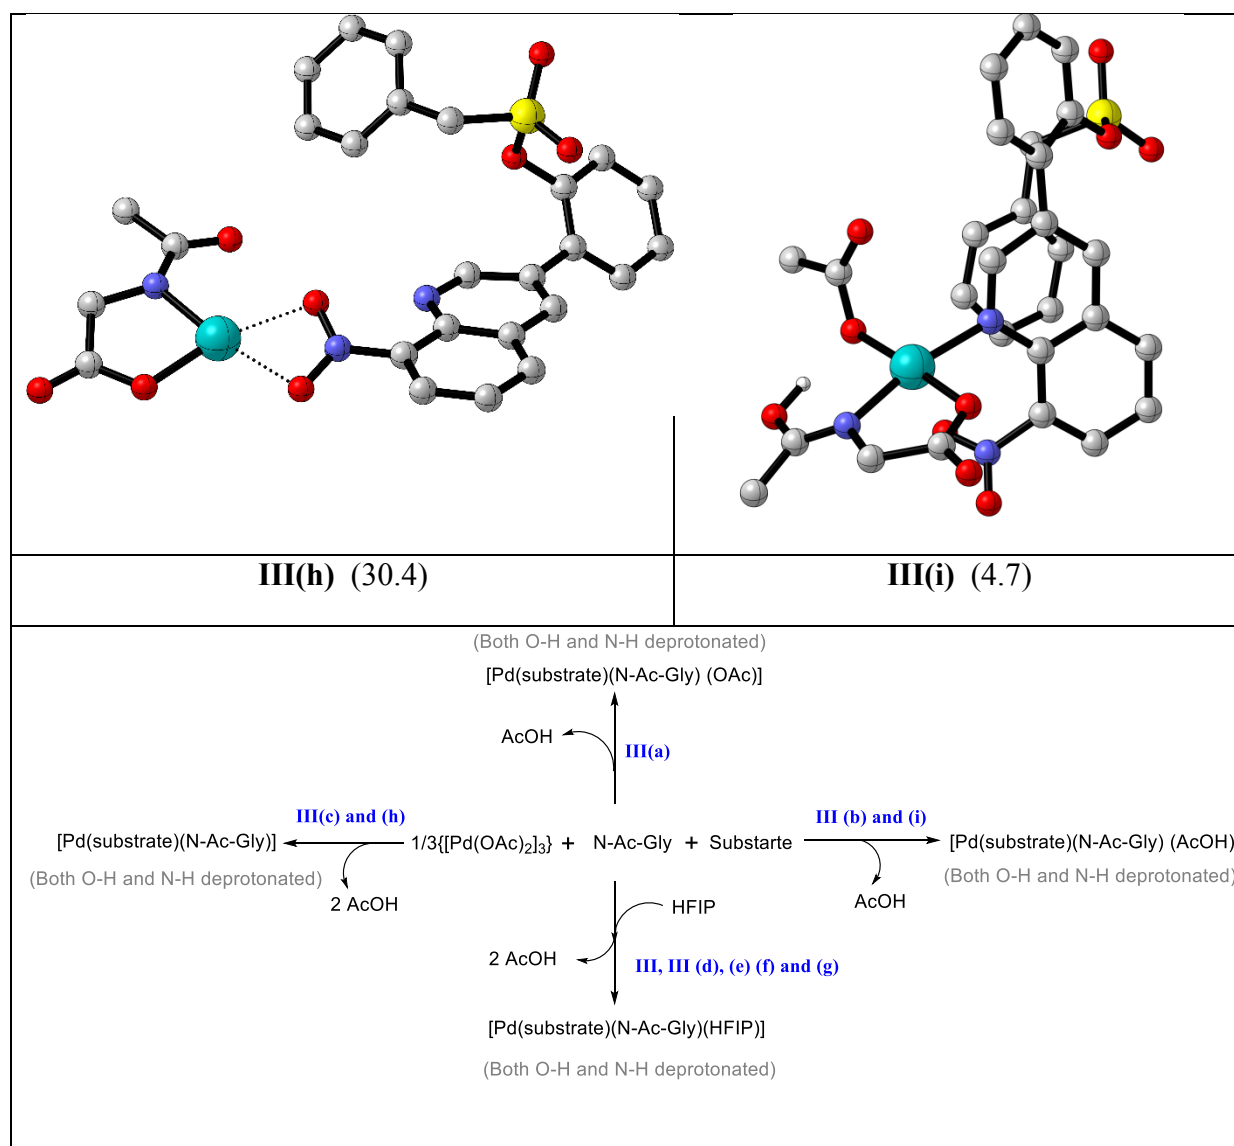 III(h) (30.4)
III(i) (4.7)
(Both O-H and N-H deprotonated)
[Pd(substrate)(N-Ac-Gly) (OAc)]
AcOH
III(a)
III(c) and (h)
III (b) and (i)
[Pd(substrate)(N-Ac-Gly)]
1/3{[Pd(OAc)2]3} + N-Ac-Gly + Substarte
[Pd(substrate)(N-Ac-Gly) (AcOH)
(Both O-H and N-H deprotonated)
(Both O-H and N-H deprotonated)
2 AcOH
AcOH
HFIP
2 AcOH
III, III (d), (e) (f) and (g)
[Pd(substrate)(N-Ac-Gly)(HFIP)]
(Both O-H and N-H deprotonated)